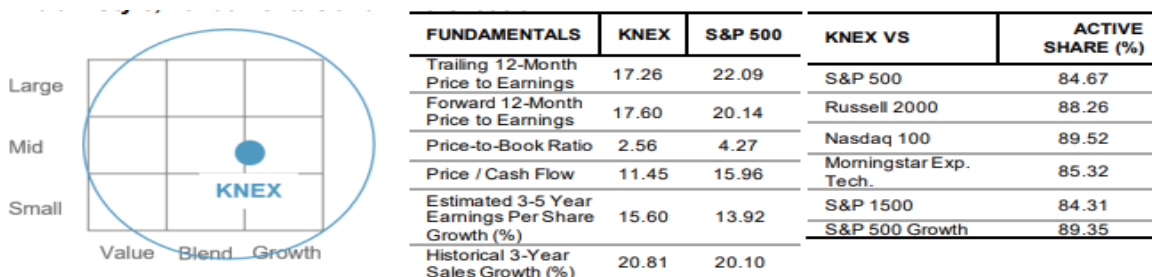 Large
Mid
Small
KNEX
Value Blend Growth
FUNDAMENTALS KNEX S&P 500
Trailing 12-Month
Price to Earnings 17.26 22.09
Forward 12-Month
Price to Earnings 17.60 20.14
Price-to-Book Ratio 2.56 4.27
Price / Cash Flow 11.45 15.96
Estimated 3-5 Year
Earnings Per Share 15.60 13.92
Growth (%)
Historical 3-Year
Sales Growth (%) 20.81 20.10
KNEX VS ACTIVE
SHARE (%)
S&P 500 84.67
Russell 2000 88.26
Nasdaq 100 89.52
Morningstar Exp.
Tech. 85.32
S&P 1500 84.31
S&P 500 Growth 89.35